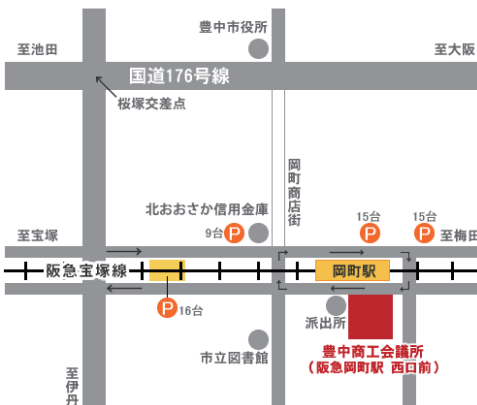 豊中市役所
至池田
至大阪
国道176号線
桜塚交差点
岡町商店街
北おおさか信用金庫
9台 P
15台
P
15台
P
至宝塚
至梅田
阪急宝塚線
岡町駅
P 16台
派出所
市立図書館
豊中商工会議所
(阪急岡町駅 西口前)
至伊丹